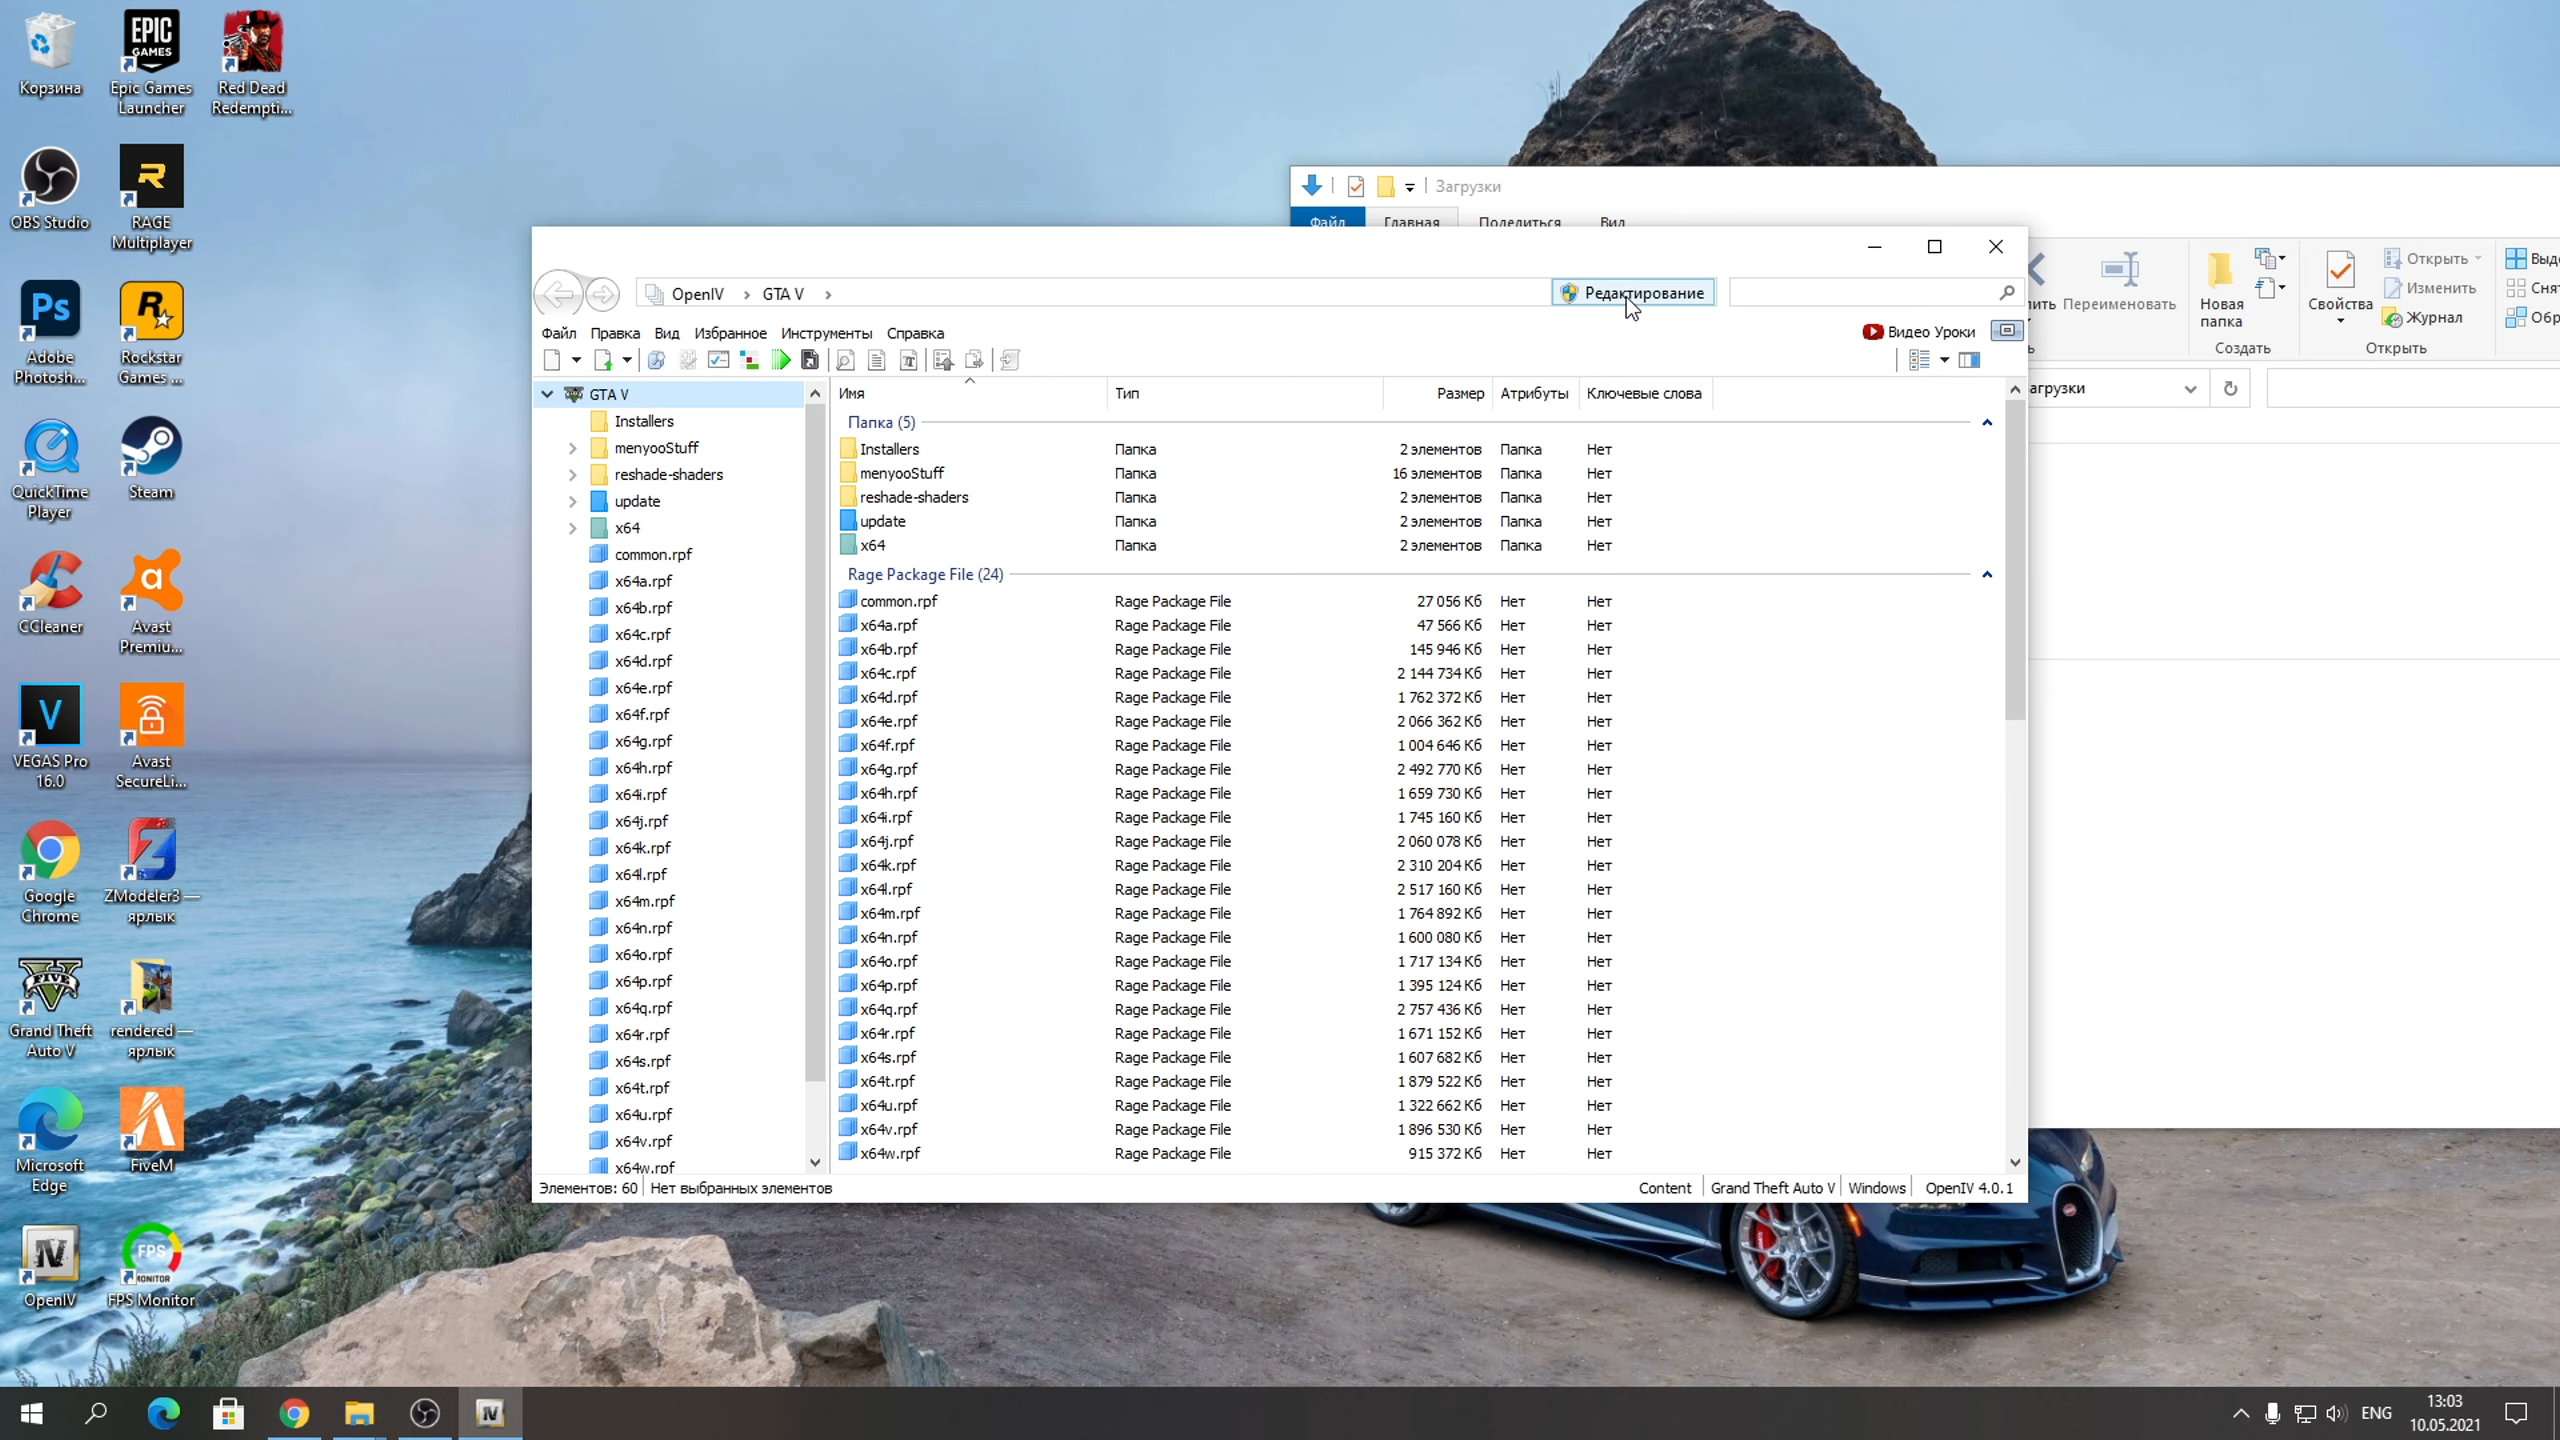 Корзина
Epic Games
Launcher
Red Dead
Redempti...
OBS Studio
RAGE
Multiplayer
Adobe
Photosh...
Rockstar
Games ...
QuickTime
Player
Steam
CCleaner
Avast
Premiu...
VEGAS Pro
16.0
Avast
SecureLi...
Google
Chrome
ZModeler3 —
ярлык
Grand Theft
Auto V
rendered —
ярлык
Microsoft
Edge
FiveM
OpenIV
FPS Monitor
EPIC
GAMES
Ps
FIVE
FPS
MONITOR
Загрузки
Файл Главная Поделиться Вид
Переименовать
Новая
папка
Создать
Свойства
Открыть
Изменить
Журнал
Открыть
агрузки
OpenIV GTA V
Редактирование
Файл Правка Вид Избранное Инструменты Справка
Видео Уроки
GTA V
Installers
menyooStuff
reshade-shaders
update
x64
common.rpf
x64a.rpf
x64b.rpf
x64c.rpf
x64d.rpf
x64e.rpf
x64f.rpf
x64g.rpf
x64h.rpf
x64i.rpf
x64j.rpf
x64k.rpf
x64l.rpf
x64m.rpf
x64n.rpf
x64o.rpf
x64p.rpf
x64q.rpf
x64r.rpf
x64s.rpf
x64t.rpf
x64u.rpf
x64v.rpf
x64w.rpf
Имя Тип Размер Атрибуты Ключевые слова
Папка (5)
Installers Папка 2 элементов Папка Нет
menyooStuff Папка 16 элементов Папка Нет
reshade-shaders Папка 2 элементов Папка Нет
update Папка 2 элементов Папка Нет
x64 Папка 2 элементов Папка Нет
Rage Package File (24)
common.rpf Rage Package File 27 056 Кб Нет Нет
x64a.rpf Rage Package File 47 566 Кб Нет Нет
x64b.rpf Rage Package File 145 946 Кб Нет Нет
x64c.rpf Rage Package File 2 144 734 Кб Нет Нет
x64d.rpf Rage Package File 1 762 372 Кб Нет Нет
x64e.rpf Rage Package File 2 066 362 Кб Нет Нет
x64f.rpf Rage Package File 1 004 646 Кб Нет Нет
x64g.rpf Rage Package File 2 492 770 Кб Нет Нет
x64h.rpf Rage Package File 1 659 730 Кб Нет Нет
x64i.rpf Rage Package File 1 745 160 Кб Нет Нет
x64j.rpf Rage Package File 2 060 078 Кб Нет Нет
x64k.rpf Rage Package File 2 310 204 Кб Нет Нет
x64l.rpf Rage Package File 2 517 160 Кб Нет Нет
x64m.rpf Rage Package File 1 764 892 Кб Нет Нет
x64n.rpf Rage Package File 1 600 080 Кб Нет Нет
x64o.rpf Rage Package File 1 717 134 Кб Нет Нет
x64p.rpf Rage Package File 1 395 124 Кб Нет Нет
x64q.rpf Rage Package File 2 757 436 Кб Нет Нет
x64r.rpf Rage Package File 1 671 152 Кб Нет Нет
x64s.rpf Rage Package File 1 607 682 Кб Нет Нет
x64t.rpf Rage Package File 1 879 522 Кб Нет Нет
x64u.rpf Rage Package File 1 322 662 Кб Нет Нет
x64v.rpf Rage Package File 1 896 530 Кб Нет Нет
x64w.rpf Rage Package File 915 372 Кб Нет Нет
Элементов: 60 Нет выбранных элементов
Content Grand Theft Auto V Windows OpenIV 4.0.1
ENG
13:03
10.05.2021